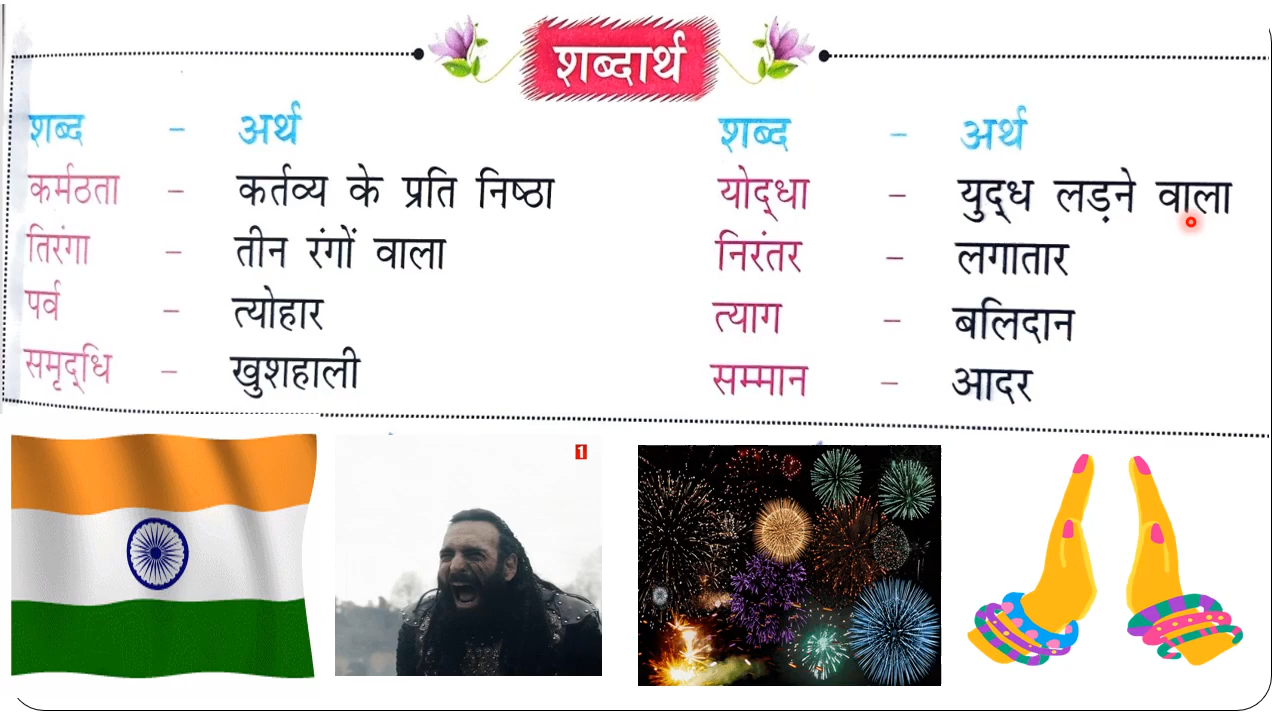 शब्दार्थ
शब्द – अर्थ
कर्मठता – कर्तव्य के प्रति निष्ठा
तिरंगा – तीन रंगों वाला
पर्व – त्योहार
समृद्‌धि – खुशहाली
शब्द – अर्थ
योद्‌धा – युद्‌ध लड़ने वाला
निरंतर – लगातार
त्याग – बलिदान
सम्मान – आदर
1